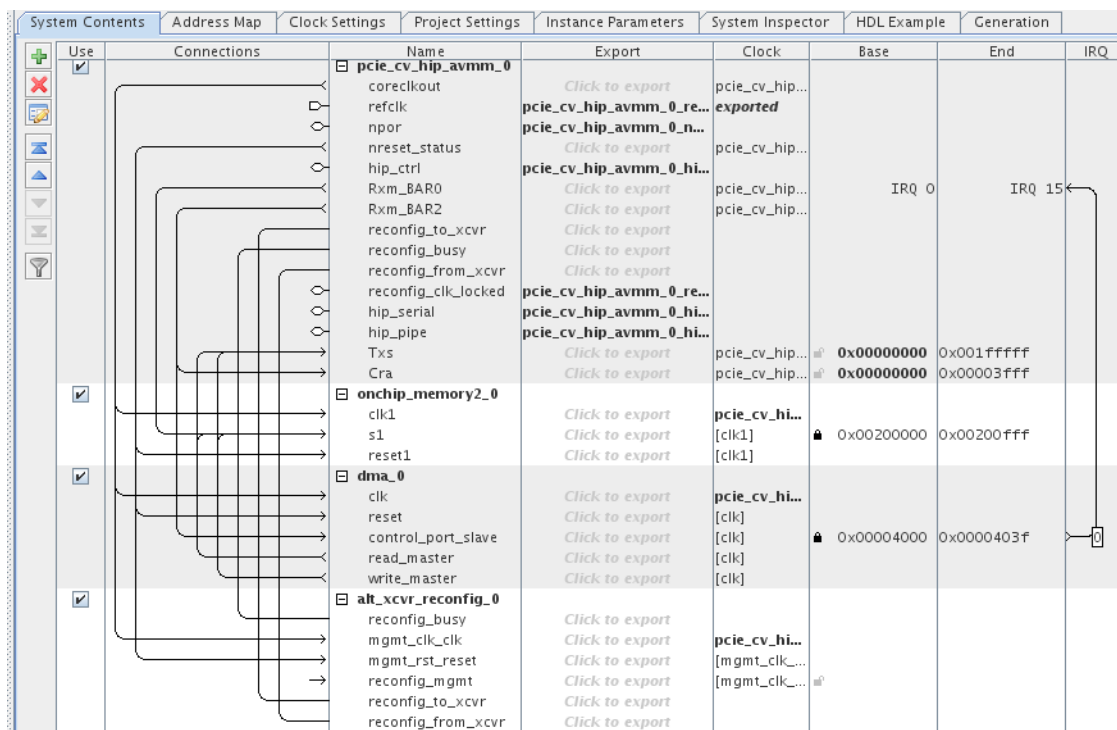 System Contents Address Map Clock Settings Project Settings Instance Parameters System Inspector HDL Example Generation
Use Connections Name Export Clock Base End IRQ
pcie_cv_hip_avmm_0
coreclkout Click to export pcie_cv_hip...
refclk pcie_cv_hip_avmm_0_re... exported
npor pcie_cv_hip_avmm_0_n...
nreset_status Click to export pcie_cv_hip...
hip_ctrl pcie_cv_hip_avmm_0_hi...
Rxm_BAR0 Click to export pcie_cv_hip... IRQ 0 IRQ 15
Rxm_BAR2 Click to export pcie_cv_hip...
reconfig_to_xcvr Click to export
reconfig_busy Click to export
reconfig_from_xcvr Click to export
reconfig_clk_locked pcie_cv_hip_avmm_0_re...
hip_serial pcie_cv_hip_avmm_0_hi...
hip_pipe pcie_cv_hip_avmm_0_hi...
Txs Click to export pcie_cv_hip... 0x00000000 0x001fffff
Cra Click to export pcie_cv_hip... 0x00000000 0x00003fff
onchip_memory2_0
clk1 Click to export pcie_cv_hi...
s1 Click to export [clk1] 0x00200000 0x00200fff
reset1 Click to export [clk1]
dma_0
clk Click to export pcie_cv_hi...
reset Click to export [clk]
control_port_slave Click to export [clk] 0x00004000 0x0000403f 0
read_master Click to export [clk]
write_master Click to export [clk]
alt_xcvr_reconfig_0
reconfig_busy Click to export
mgmt_clk_clk Click to export pcie_cv_hi...
mgmt_rst_reset Click to export [mgmt_clk_...
reconfig_mgmt Click to export [mgmt_clk_...
reconfig_to_xcvr Click to export
reconfig_from_xcvr Click to export